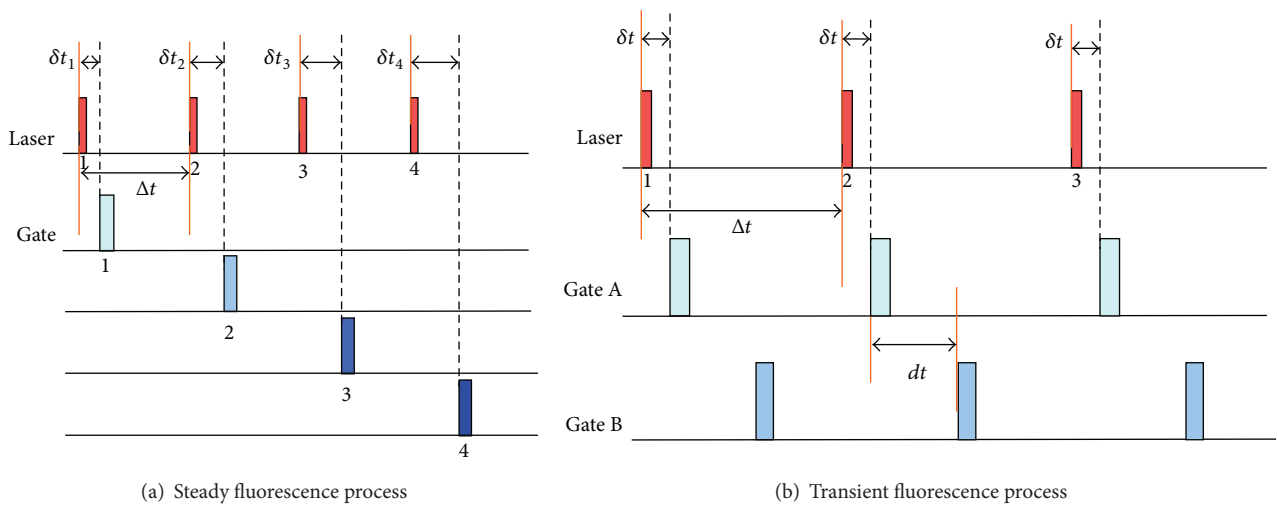 δt₁ δt₂ δt₃ δt₄
Laser
1 2 3 4
Δt
Gate
1
2
3
4
(a) Steady fluorescence process
δt δt δt
Laser
1 2 3
Δt
Gate A
dt
Gate B
(b) Transient fluorescence process